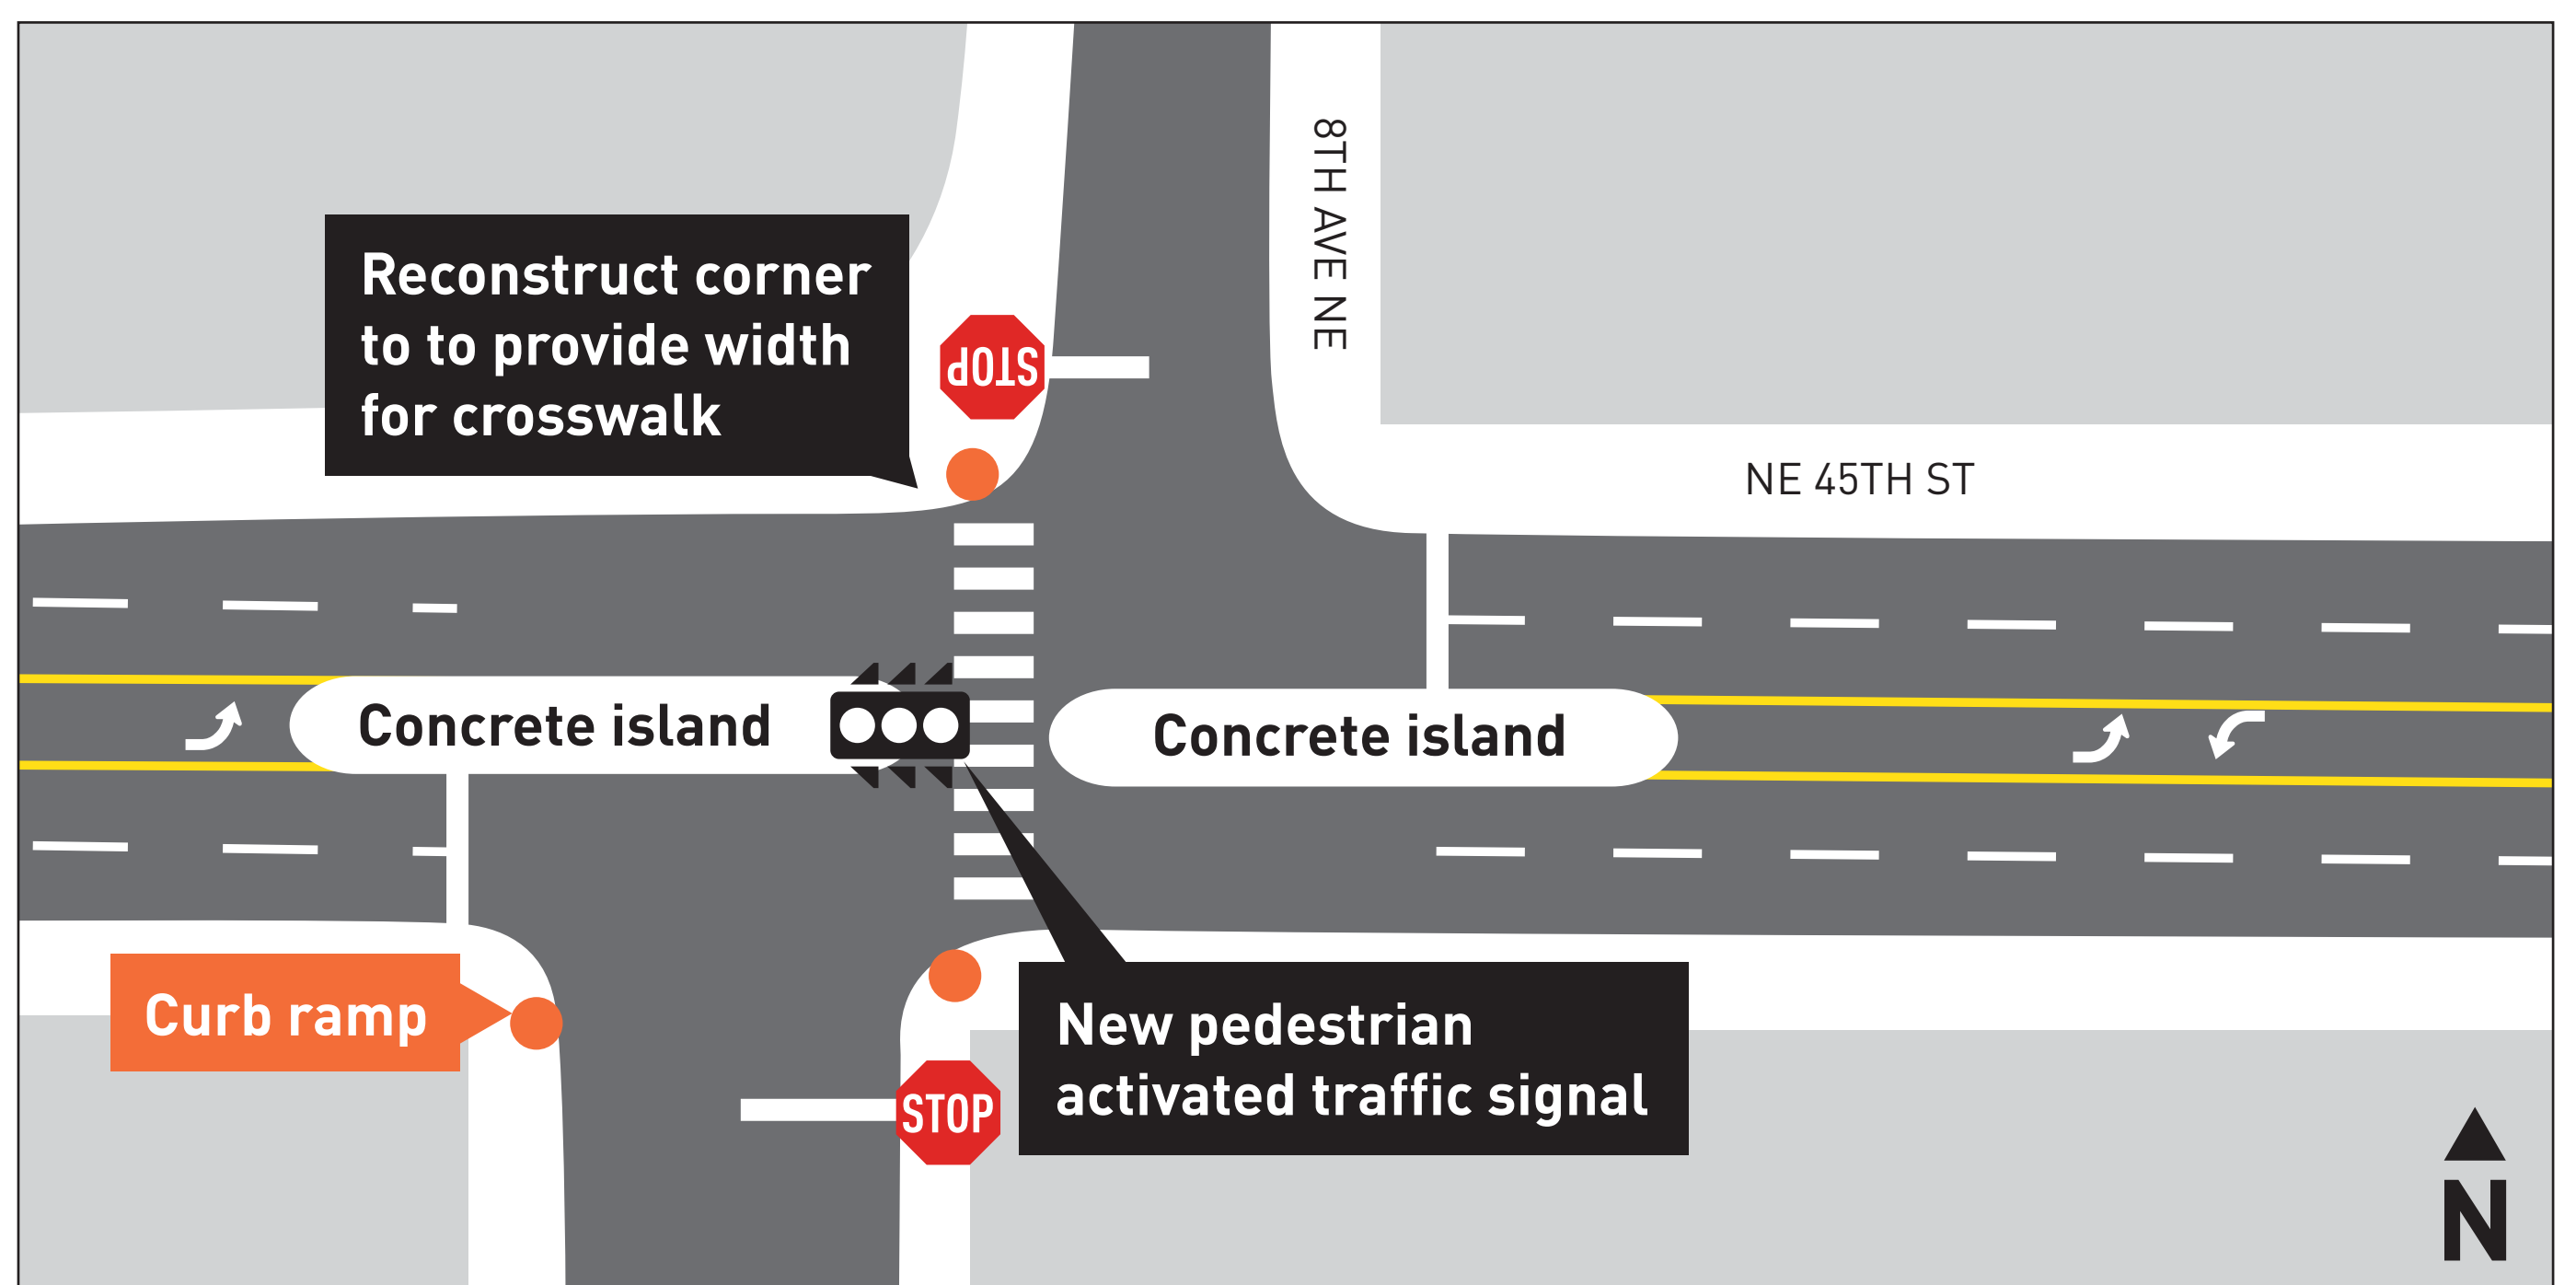 8TH AVE NE
Reconstruct corner
to to provide width
for crosswalk
STOP
NE 45TH ST
Concrete island
Concrete island
Curb ramp
New pedestrian
activated traffic signal
STOP
N